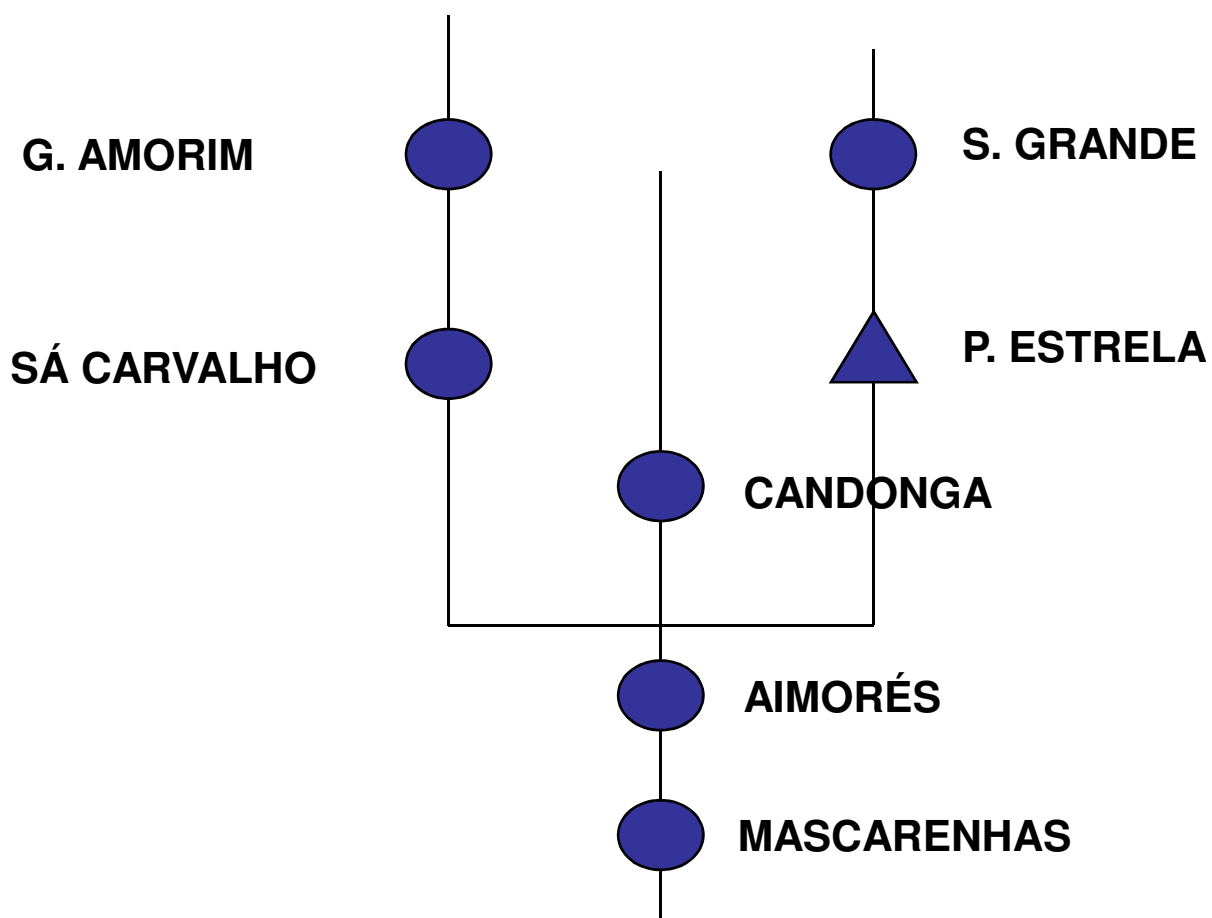 G. AMORIM
S. GRANDE
SÁ CARVALHO
P. ESTRELA
CANDONGA
AIMORÉS
MASCARENHAS